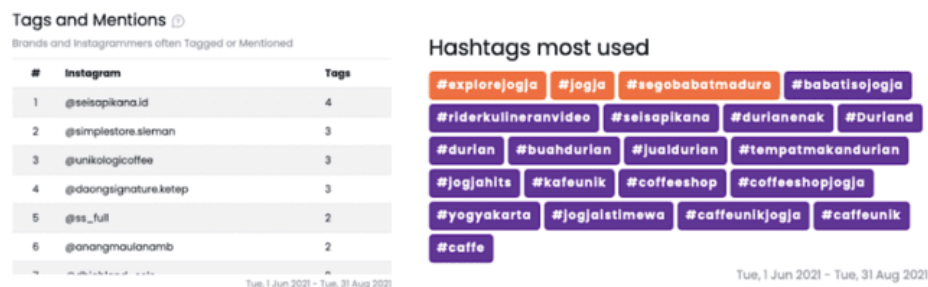 Tags and Mentions
Brands and Instagrammers often Tagged or Mentioned
# Instagram Tags
1 @seisapikana.id 4
2 @simplestore.sleman 3
3 @unikologicoffee 3
4 @daongsignature.ketep 3
5 @ss_full 2
6 @anangmaulanamb 2
Tue, 1 Jun 2021 - Tue, 31 Aug 2021
Hashtags most used
#explorejogja #jogja #segobabatmadura #babatisojogja
#riderkulineranvideo #seisapikana #durianenak #Durland
#durian #buahdurian #jualdurian #tempatmakandurian
#jogjahits #kafeunik #coffeeshop #coffeeshopjogja
#yogyakarta #jogjaistimewa #caffeunikjogja #caffeunik
#caffe
Tue, 1 Jun 2021 - Tue, 31 Aug 2021